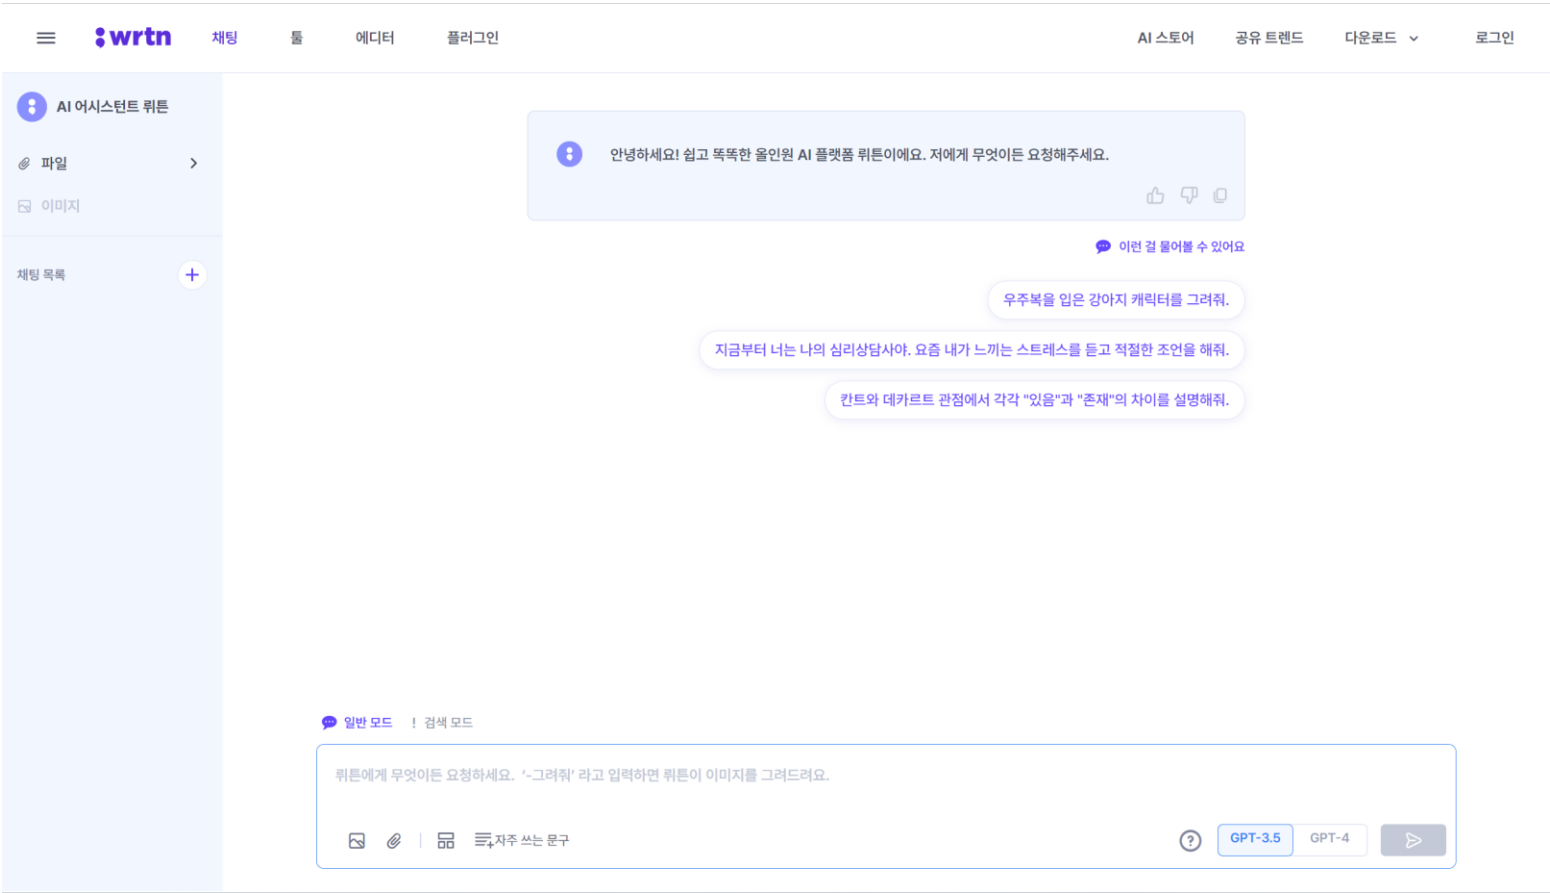 wrtn 채팅 툴 에디터 플러그인 AI 스토어 공유 트렌드 다운로드 로그인
AI 어시스턴트 뤼튼
파일
이미지
채팅 목록
안녕하세요! 쉽고 똑똑한 올인원 AI 플랫폼 뤼튼이에요. 저에게 무엇이든 요청해주세요.
이런 걸 물어볼 수 있어요
우주복을 입은 강아지 캐릭터를 그려줘.
지금부터 너는 나의 심리상담사야. 요즘 내가 느끼는 스트레스를 듣고 적절한 조언을 해줘.
칸트와 데카르트 관점에서 각각 "있음"과 "존재"의 차이를 설명해줘.
일반 모드 ! 검색 모드
뤼튼에게 무엇이든 요청하세요. ‘-그려줘’ 라고 입력하면 뤼튼이 이미지를 그려드려요.
자주 쓰는 문구 ? GPT-3.5 GPT-4